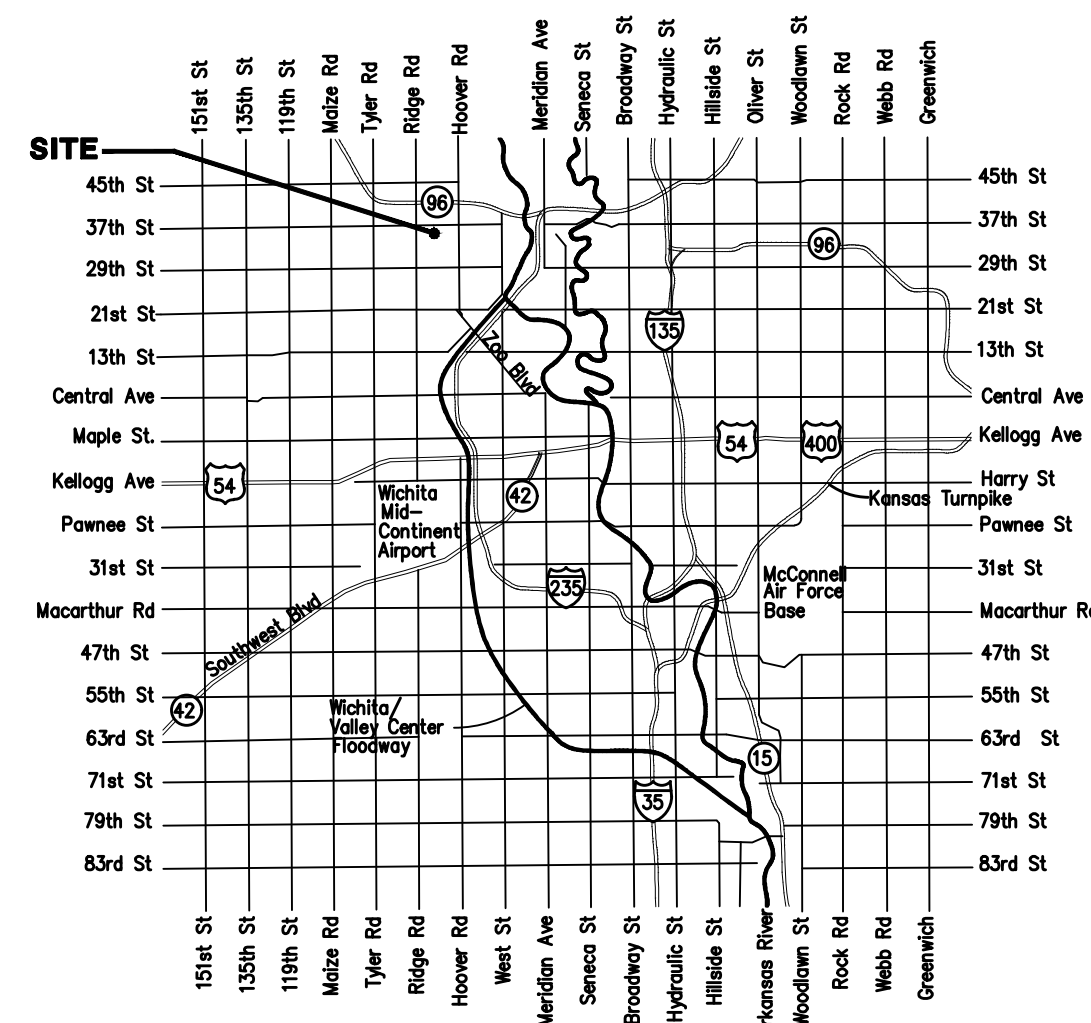 151st St
135th St
119th St
Maize Rd
Tyler Rd
Ridge Rd
Hoover Rd
Meridian Ave
Seneca St
Broadway St
Hydraulic St
Hillside St
Oliver St
Woodlawn St
Rock Rd
Webb Rd
Greenwich
SITE
45th St
45th St
96
37th St
37th St
96
29th St
29th St
21st St
21st St
135
13th St
13th St
Zoo Blvd
Central Ave
Central Ave
Maple St.
54
400
Kellogg Ave
Kellogg Ave
54
Harry St
Wichita
Mid-
Continent
Airport
42
Kansas Turnpike
Pawnee St
Pawnee St
31st St
31st St
235
McConnell
Air Force
Base
Macarthur Rd
Macarthur R
Southwest Blvd
47th St
47th St
55th St
55th St
42
Wichita/
Valley Center
Floodway
63rd St
63rd St
15
71st St
71st St
35
79th St
79th St
83rd St
83rd St
151st St
135th St
119th St
Maize Rd
Tyler Rd
Ridge Rd
Hoover Rd
West St
Meridian Ave
Seneca St
Broadway St
Hydraulic St
Hillside St
rkansas River
Woodlawn St
Rock Rd
Webb Rd
Greenwich